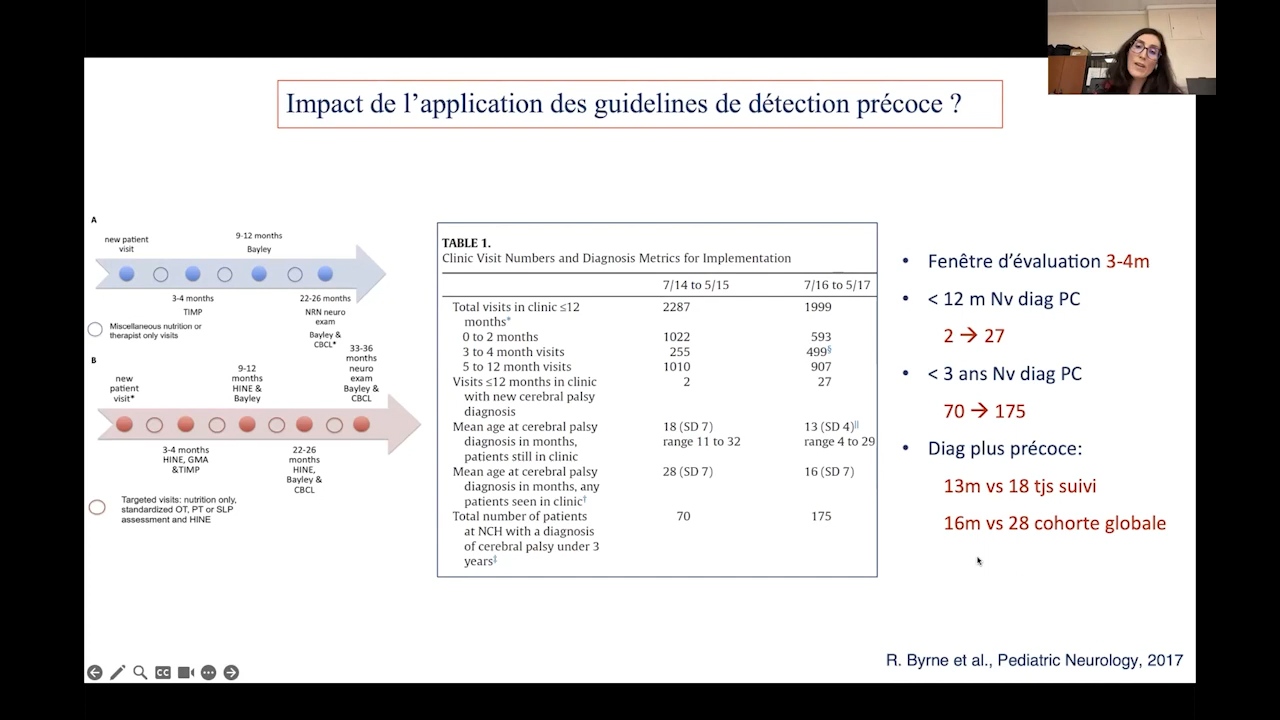 Impact de l’application des guidelines de détection précoce ?
A
new patient
visit
9-12 months
Bayley
3-4 months
TIMP
22-26 months
NRN neuro
exam
Bayley &
CBCL*
Miscellaneous nutrition or
therapist only visits
B
new
patient
visit*
9-12
months
HINE &
Bayley
33-36
months
neuro
exam
Bayley &
CBCL
3-4 months
HINE, GMA
&TIMP
22-26
months
HINE,
Bayley &
CBCL
Targeted visits: nutrition only,
standardized OT, PT or SLP
assessment and HINE
TABLE 1.
Clinic Visit Numbers and Diagnosis Metrics for Implementation
7/14 to 5/15 7/16 to 5/17
Total visits in clinic ≤12 2287 1999
months*
0 to 2 months 1022 593
3 to 4 month visits 255 499§
5 to 12 month visits 1010 907
Visits ≤12 months in clinic 2 27
with new cerebral palsy
diagnosis
Mean age at cerebral palsy 18 (SD 7) 13 (SD 4)||
diagnosis in months, range 11 to 32 range 4 to 29
patients still in clinic
Mean age at cerebral palsy 28 (SD 7) 16 (SD 7)
diagnosis in months, any
patients seen in clinic†
Total number of patients 70 175
at NCH with a diagnosis
of cerebral palsy under 3
years‡
• Fenêtre d’évaluation 3-4m
• < 12 m Nv diag PC
2 → 27
• < 3 ans Nv diag PC
70 → 175
• Diag plus précoce:
13m vs 18 tjs suivi
16m vs 28 cohorte globale
R. Byrne et al., Pediatric Neurology, 2017
CC